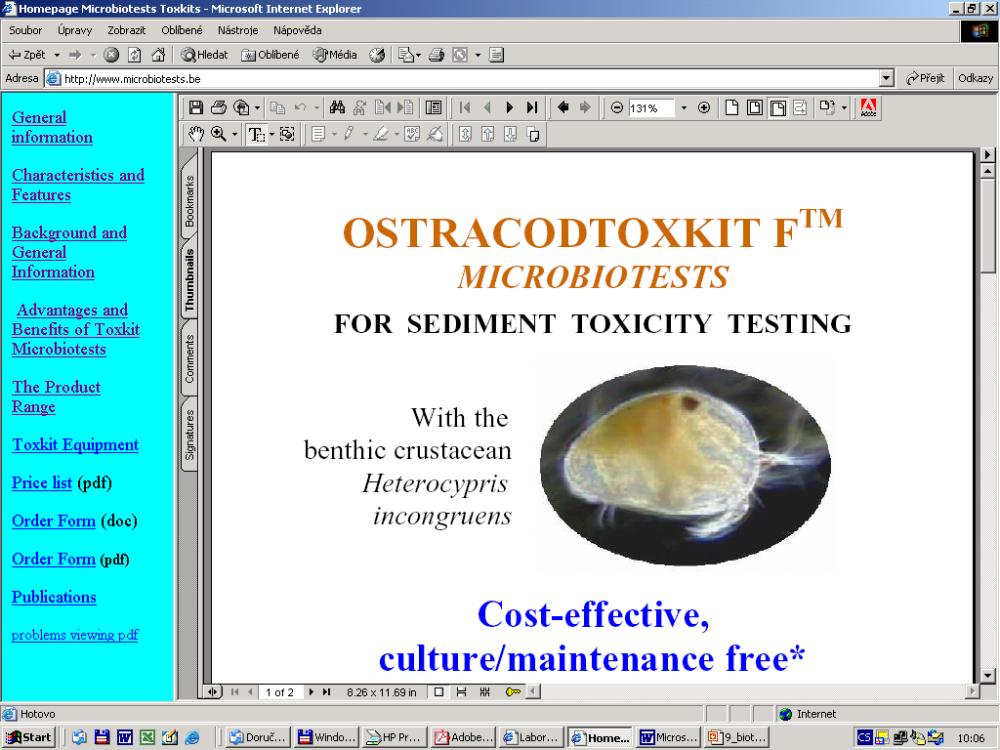 Homepage Microbiotests Toxkits - Microsoft Internet Explorer
Soubor Úpravy Zobrazit Oblíbené Nástroje Nápověda
Zpět Hledat Oblíbené Média
Adresa http://www.microbiotests.be Přejít Odkazy
General
information
Characteristics and
Features
Background and
General
Information
Advantages and
Benefits of Toxkit
Microbiotests
The Product
Range
Toxkit Equipment
Price list (pdf)
Order Form (doc)
Order Form (pdf)
Publications
problems viewing pdf
131%
Adobe
Bookmarks
Thumbnails
Comments
Signatures
OSTRACODTOXKIT F™
MICROBIOTESTS
FOR SEDIMENT TOXICITY TESTING
With the
benthic crustacean
Heterocypris
incongruens
Cost-effective,
culture/maintenance free*
1 of 2 8.26 x 11.69 in
Hotovo Internet
Start Doruč... Windo... HP Pr... Adobe... Labor... Home... Micros... 9_biot... CS 10:06